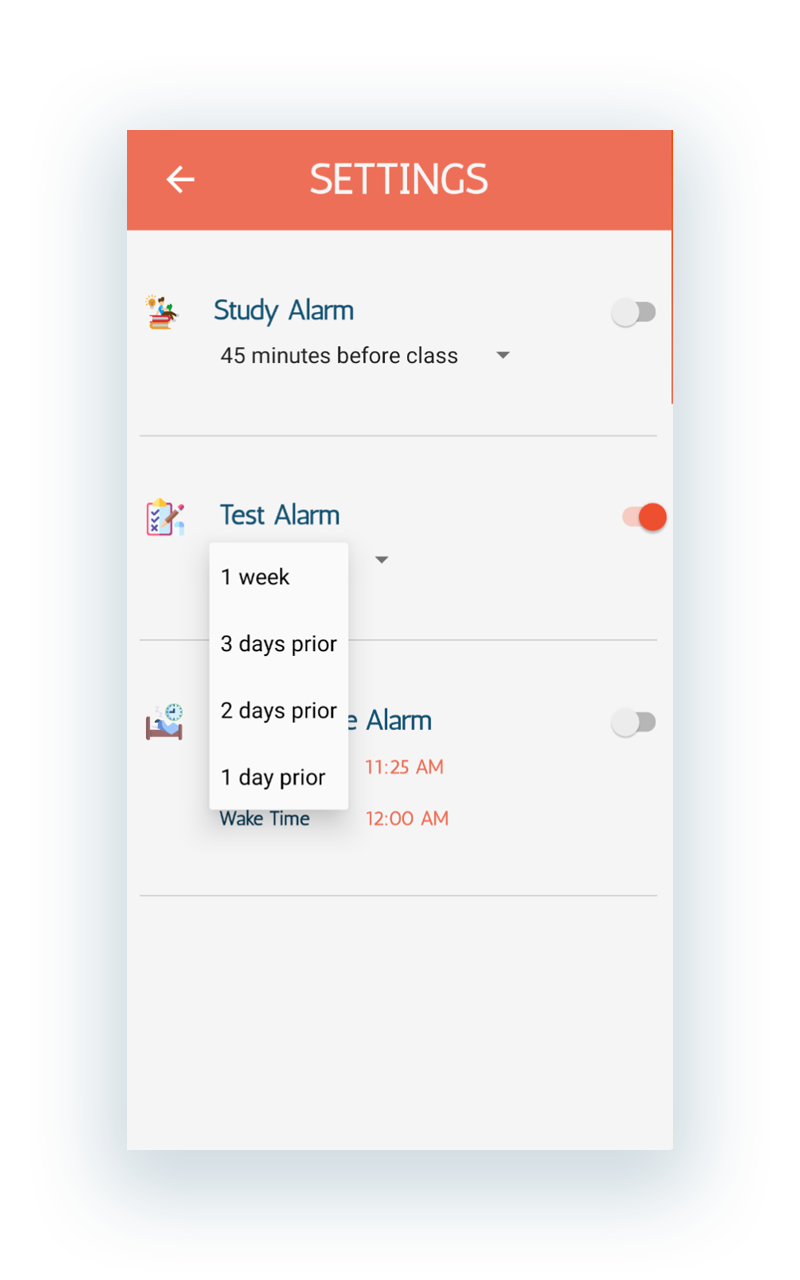 SETTINGS
Study Alarm
45 minutes before class
Test Alarm
1 week
3 days prior
2 days prior
Alarm
11:25 AM
1 day prior
Wake Time 12:00 AM